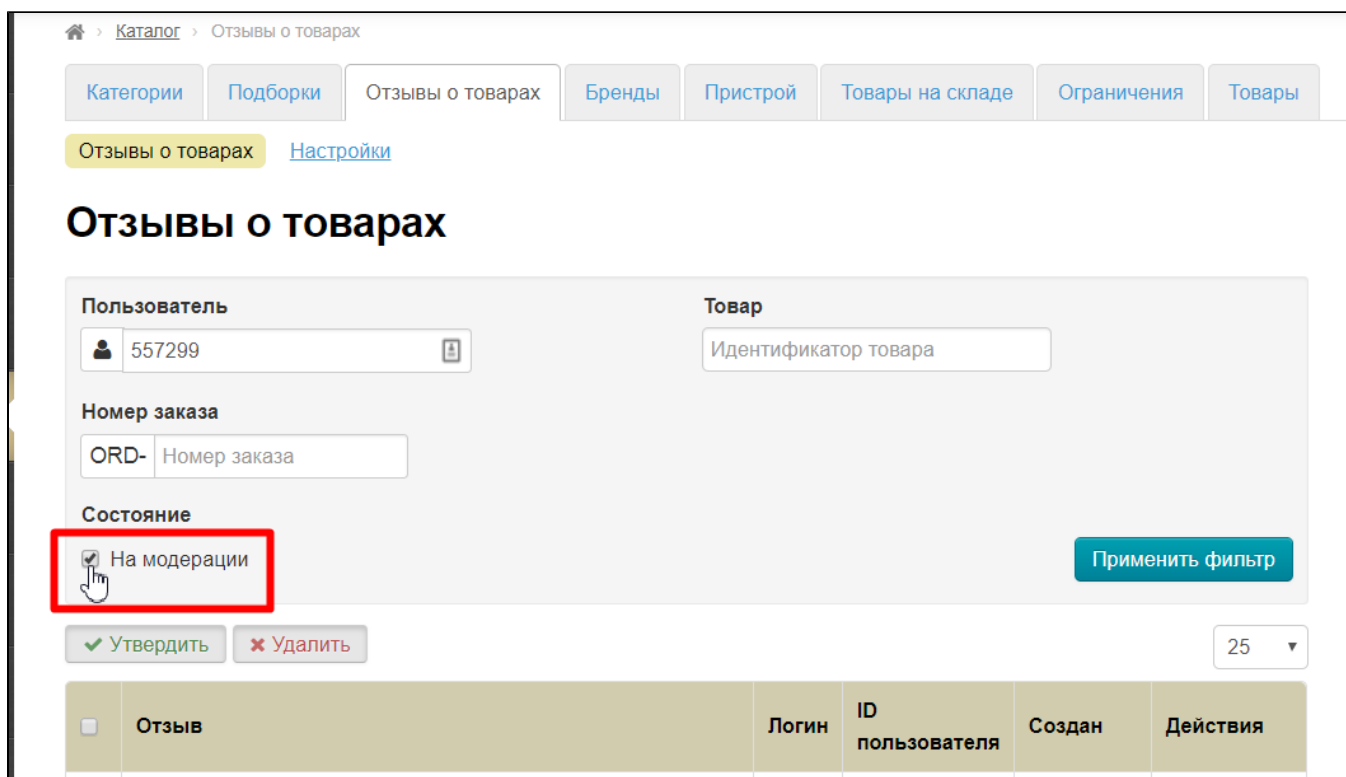 Каталог › Отзывы о товарах
Категории Подборки Отзывы о товарах Бренды Пристрой Товары на складе Ограничения Товары
Отзывы о товарах Настройки
Отзывы о товарах
Пользователь Товар
557299 Идентификатор товара
Номер заказа
ORD- Номер заказа
Состояние
На модерации Применить фильтр
Утвердить Удалить 25
Отзыв Логин ID пользователя Создан Действия